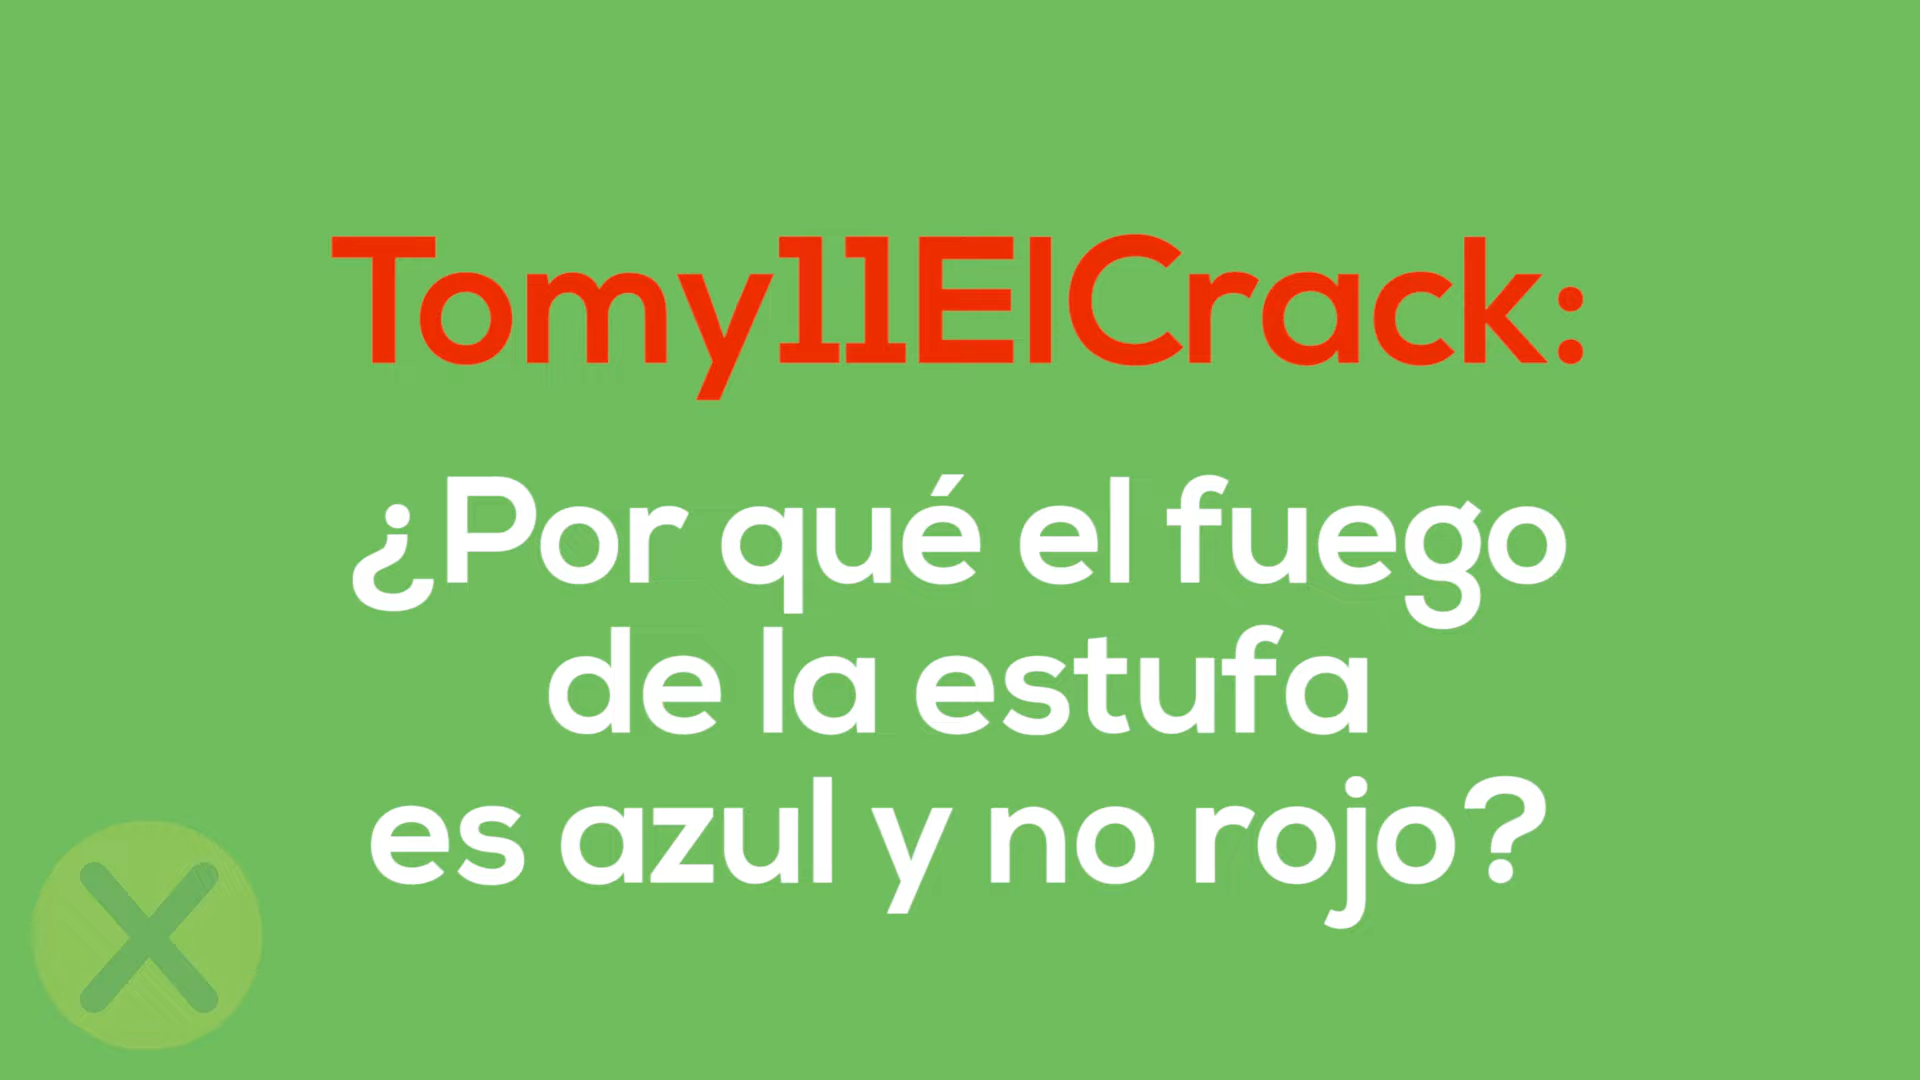 Tomy11ElCrack:
¿Por qué el fuego
de la estufa
es azul y no rojo?